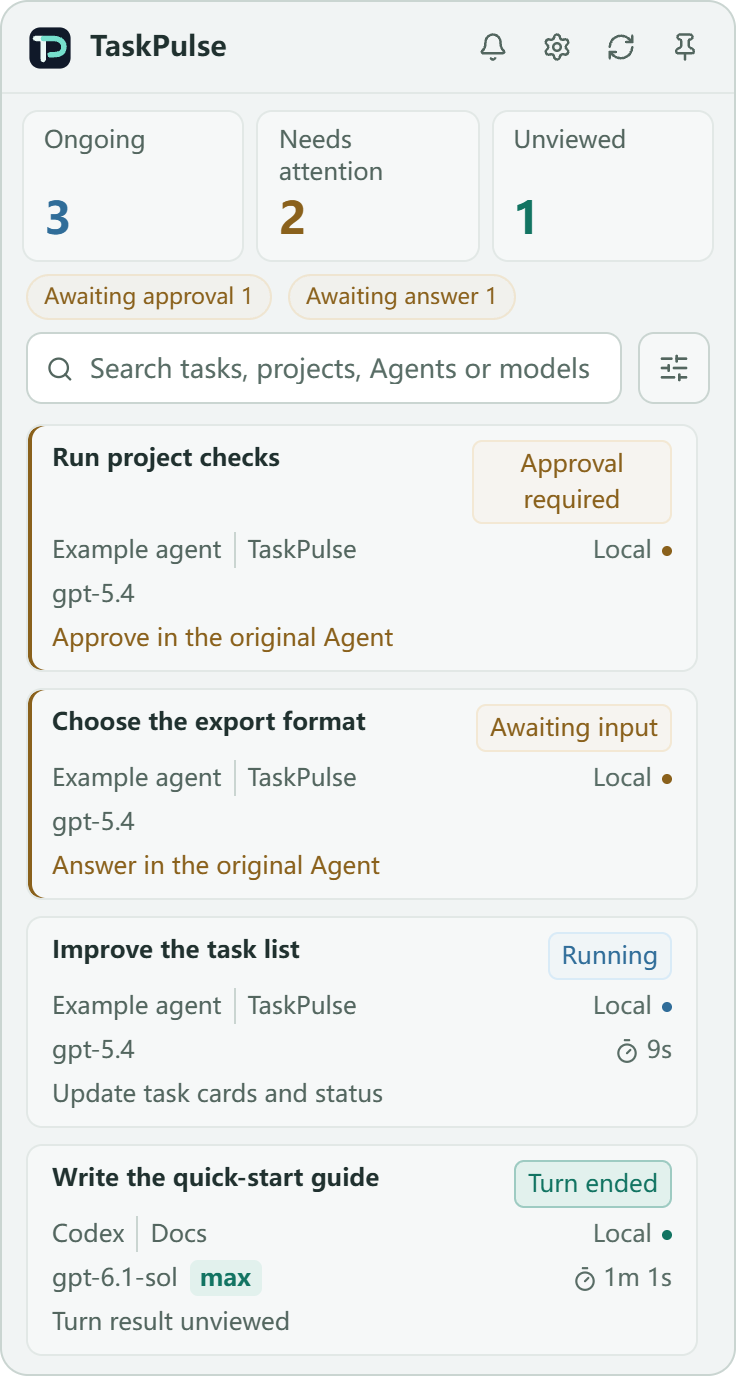 TaskPulse
Ongoing
3
Needs
attention
2
Unviewed
1
Awaiting approval 1
Awaiting answer 1
Search tasks, projects, Agents or models
Run project checks
Approval
required
Example agent
TaskPulse
Local
gpt-5.4
Approve in the original Agent
Choose the export format
Awaiting input
Example agent
TaskPulse
Local
gpt-5.4
Answer in the original Agent
Improve the task list
Running
Example agent
TaskPulse
Local
gpt-5.4
9s
Update task cards and status
Write the quick-start guide
Turn ended
Codex
Docs
Local
gpt-6.1-sol
max
1m 1s
Turn result unviewed